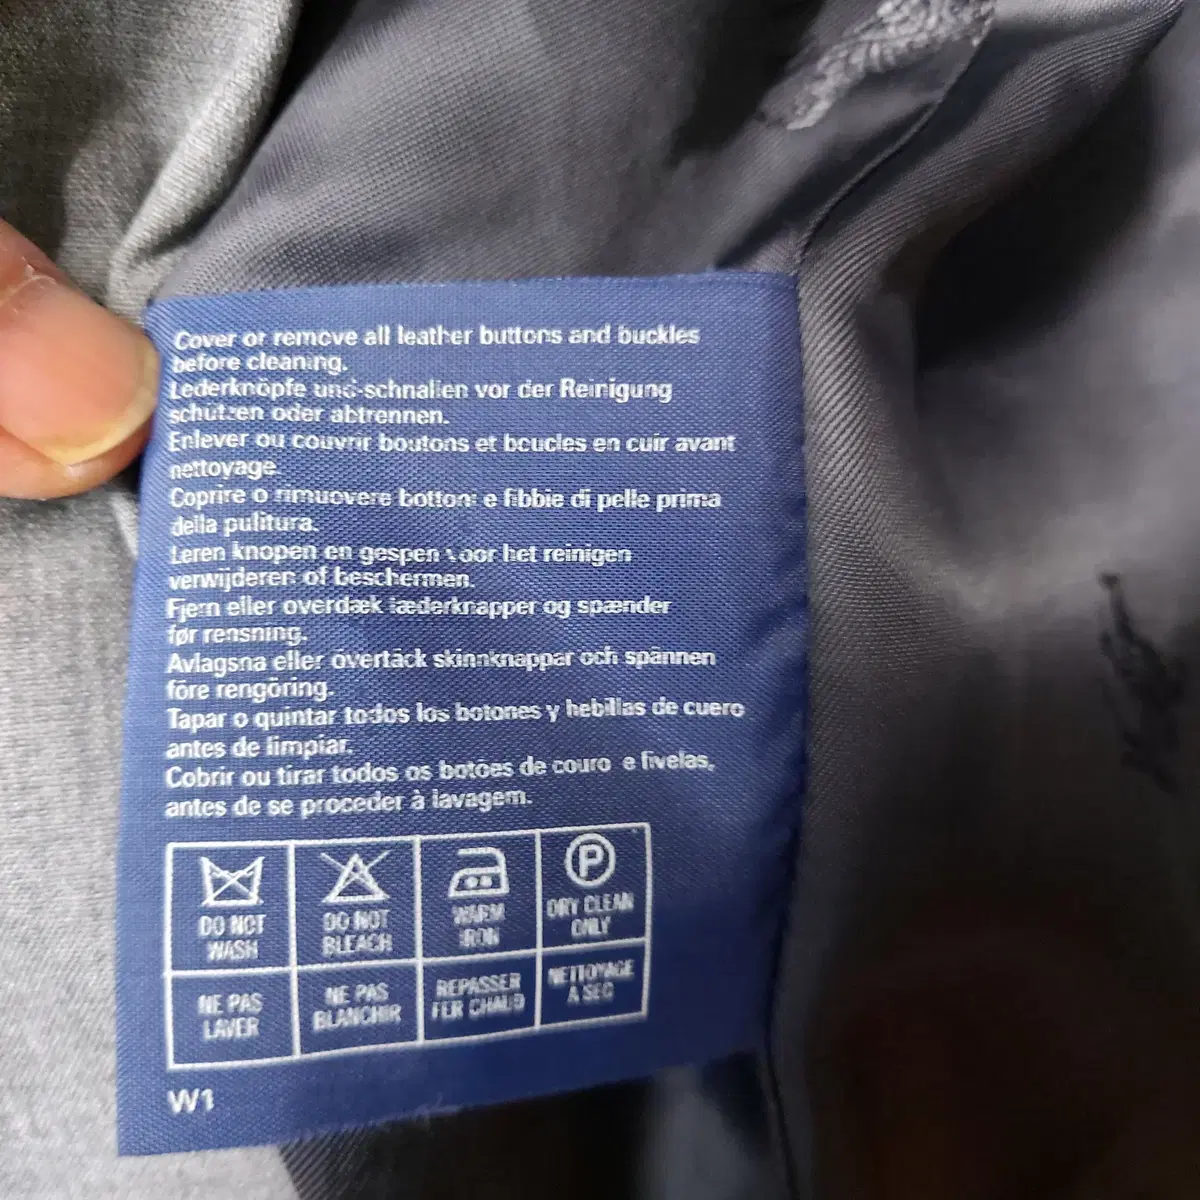 Cover or remove all leather buttons and buckles
before cleaning.
Lederknöpfe und-schnallen vor der Reinigung
schützen oder abtrennen.
Enlever ou couvrir boutons et boucles en cuir avant
nettoyage.
Coprire o rimuovere bottoni e fibbie di pelle prima
della pulitura.
Leren knopen en gespen voor het reinigen
verwijderen of beschermen.
Fjern eller overdæk læderknapper og spænder
før rensning.
Avlagsna eller övertäck skinnknappar och spännen
före rengöring.
Tapar o quintar todos los botones y hebillas de cuero
antes de limpiar.
Cobrir ou tirar todos os botoes de couro e fivelas,
antes de se proceder à lavagem.
P
DO NOT WASH
DO NOT BLEACH
WARM IRON
DRY CLEAN ONLY
NE PAS LAVER
NE PAS BLANCHIR
REPASSER FER CHAUD
NETTOYAGE A SEC
W1